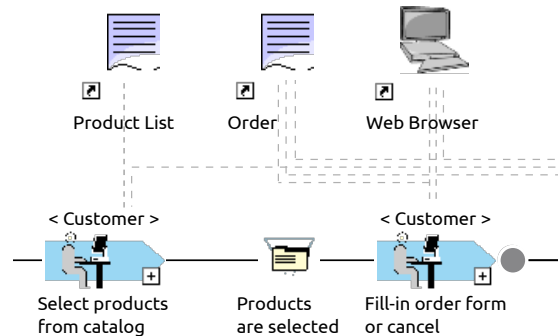 Product List
Order
Web Browser
< Customer >
< Customer >
Select products
from catalog
Products
are selected
Fill-in order form
or cancel